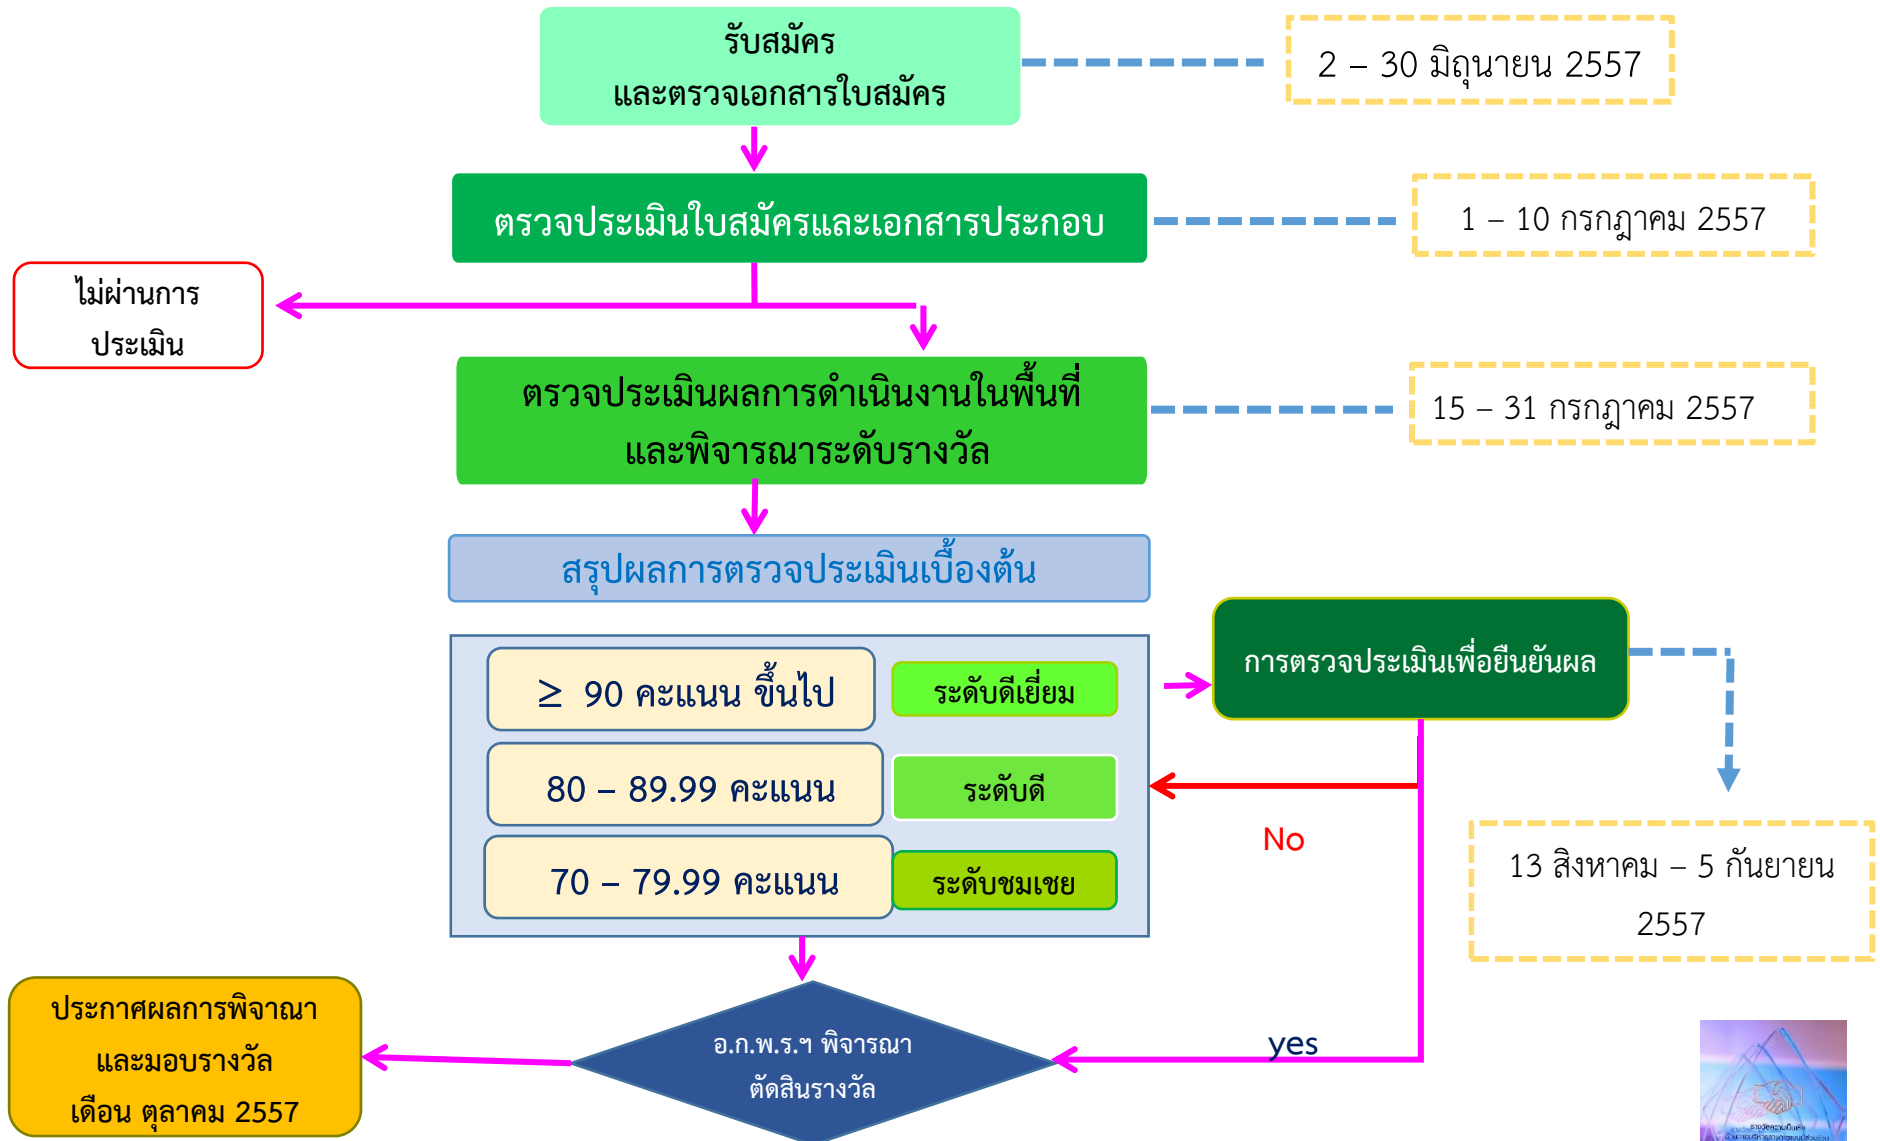 รับสมัคร
และตรวจเอกสารใบสมัคร
2 – 30 มิถุนายน 2557
ตรวจประเมินใบสมัครและเอกสารประกอบ
1 – 10 กรกฎาคม 2557
ไม่ผ่านการ
ประเมิน
ตรวจประเมินผลการดำเนินงานในพื้นที่
และพิจารณาระดับรางวัล
15 – 31 กรกฎาคม 2557
สรุปผลการตรวจประเมินเบื้องต้น
≥ 90 คะแนน ขึ้นไป
ระดับดีเยี่ยม
การตรวจประเมินเพื่อยืนยันผล
80 – 89.99 คะแนน
ระดับดี
No
70 – 79.99 คะแนน
ระดับชมเชย
13 สิงหาคม – 5 กันยายน
2557
ประกาศผลการพิจาณา
และมอบรางวัล
เดือน ตุลาคม 2557
อ.ก.พ.ร.ฯ พิจารณา
ตัดสินรางวัล
yes